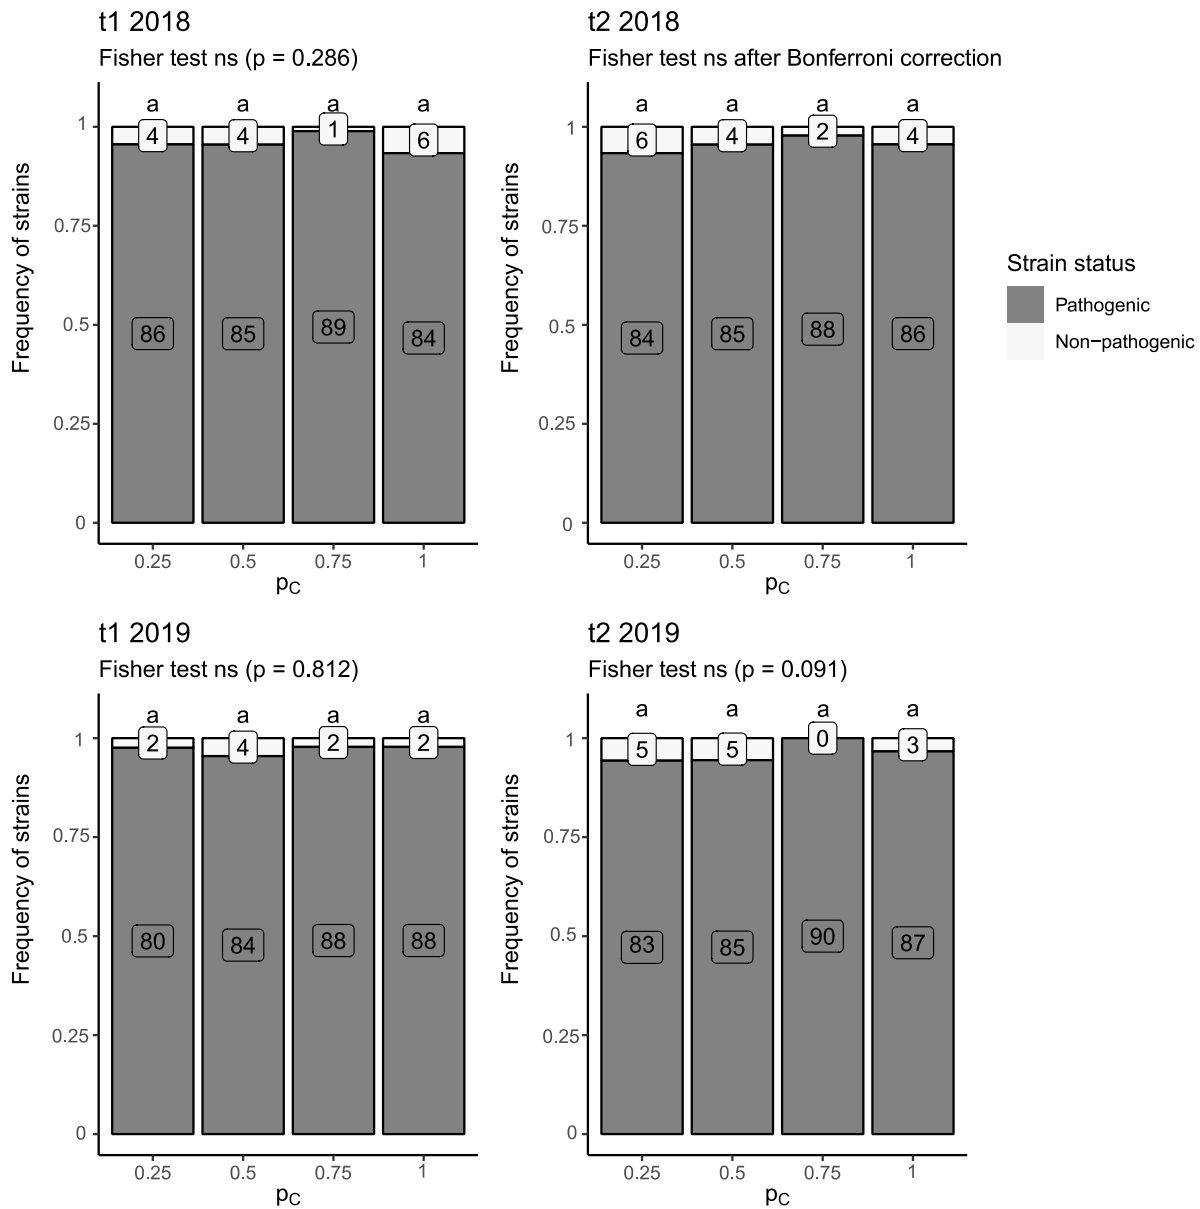 t1 2018
Fisher test ns (p = 0.286)
a a a a
1
4 4 1 6
0.75
Frequency of strains
0.5
86 85 89 84
0.25
0
0.25 0.5 0.75 1
pC
t2 2018
Fisher test ns after Bonferroni correction
a a a a
1
6 4 2 4
0.75
Frequency of strains
0.5
84 85 88 86
0.25
0
0.25 0.5 0.75 1
pC
Strain status
Pathogenic
Non−pathogenic
t1 2019
Fisher test ns (p = 0.812)
a a a a
1
2 4 2 2
0.75
Frequency of strains
0.5
80 84 88 88
0.25
0
0.25 0.5 0.75 1
pC
t2 2019
Fisher test ns (p = 0.091)
a a a a
1
5 5 0 3
0.75
Frequency of strains
0.5
83 85 90 87
0.25
0
0.25 0.5 0.75 1
pC